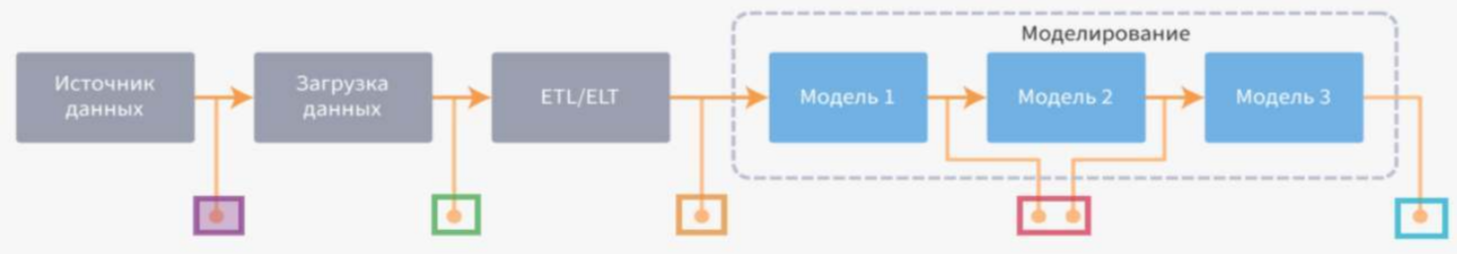 Моделирование
Источник
данных
Загрузка
данных
ETL/ELT
Модель 1
Модель 2
Модель 3